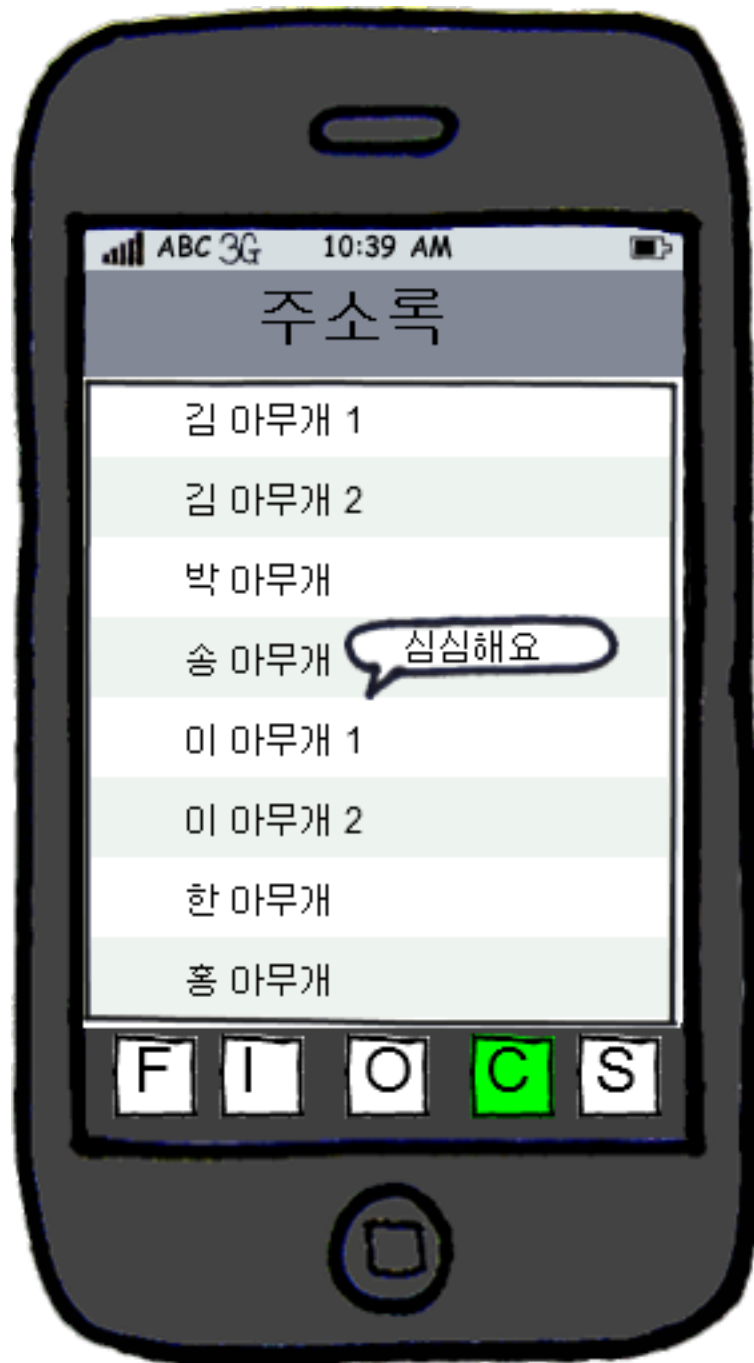 ABC 3G 10:39 AM
주소록
김 아무개 1
김 아무개 2
박 아무개
송 아무개 심심해요
이 아무개 1
이 아무개 2
한 아무개
홍 아무개
F I O C S